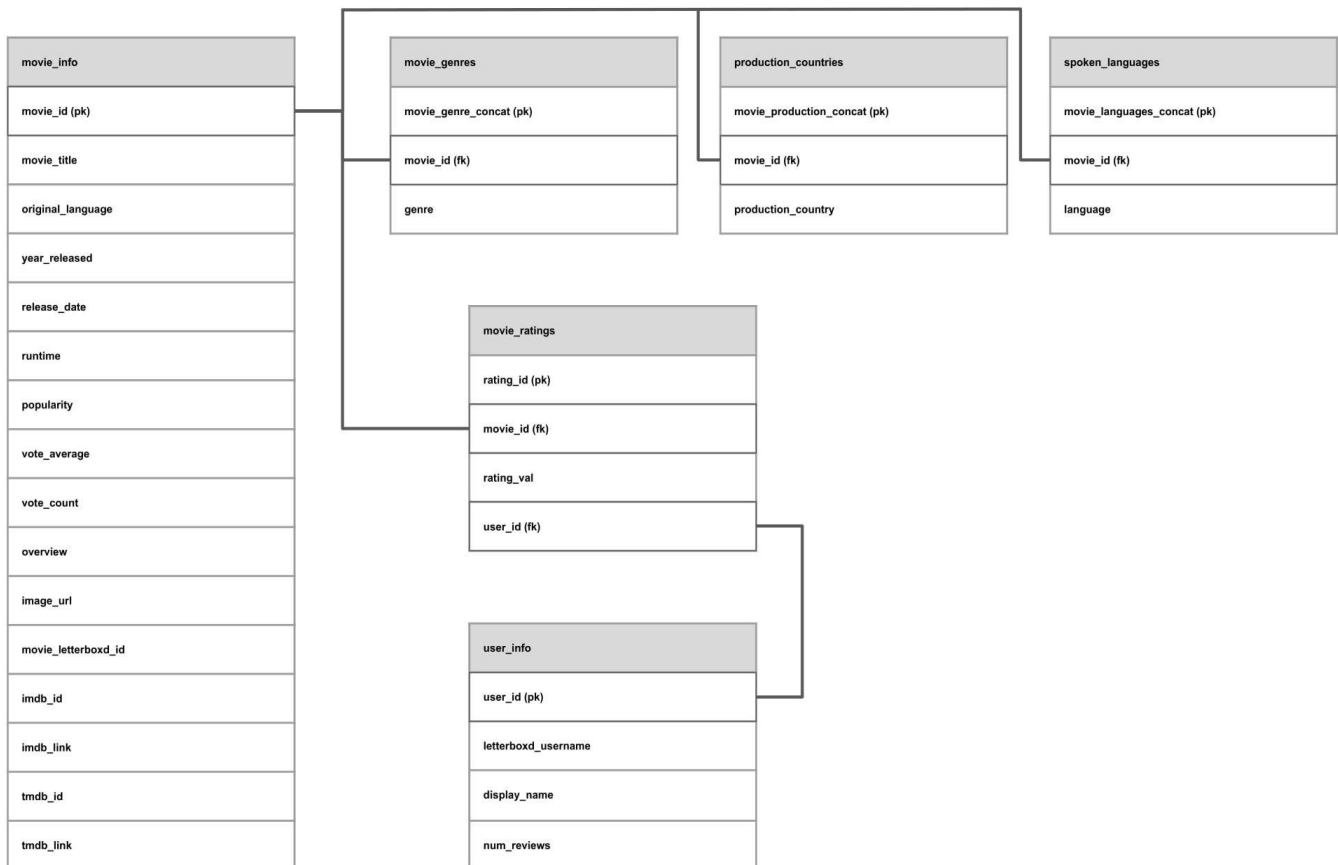 movie_info
movie_id (pk)
movie_title
original_language
year_released
release_date
runtime
popularity
vote_average
vote_count
overview
image_url
movie_letterboxd_id
imdb_id
imdb_link
tmdb_id
tmdb_link
movie_genres
movie_genre_concat (pk)
movie_id (fk)
genre
production_countries
movie_production_concat (pk)
movie_id (fk)
production_country
spoken_languages
movie_languages_concat (pk)
movie_id (fk)
language
movie_ratings
rating_id (pk)
movie_id (fk)
rating_val
user_id (fk)
user_info
user_id (pk)
letterboxd_username
display_name
num_reviews